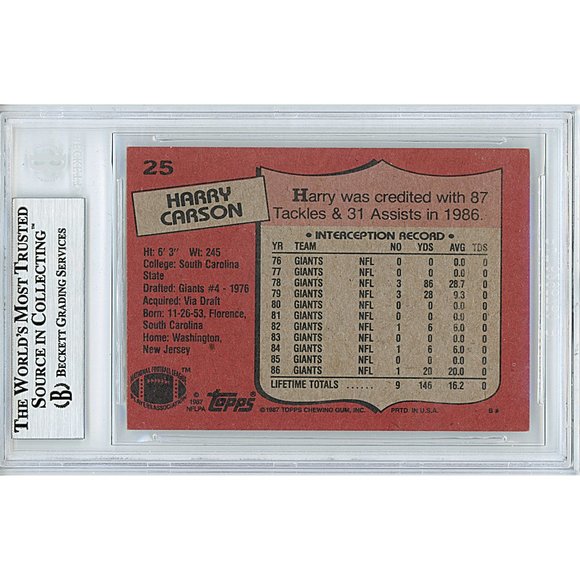 THE WORLD'S MOST TRUSTED
SOURCE IN COLLECTING™
BECKETT GRADING SERVICES
B
25
HARRY
CARSON
Ht: 6' 3" Wt: 245
College: South Carolina
State
Drafted: Giants #4 - 1976
Acquired: Via Draft
Born: 11-26-53, Florence,
South Carolina
Home: Washington,
New Jersey
NATIONAL FOOTBALL LEAGUE
PLAYERS ASSOCIATION
™
© 1987 NFLPA
Topps
Harry was credited with 87
Tackles & 31 Assists in 1986.
• INTERCEPTION RECORD •
YR TEAM NO YDS AVG TDS
76 GIANTS NFL 0 0 0.0 0
77 GIANTS NFL 0 0 0.0 0
78 GIANTS NFL 3 86 28.7 0
79 GIANTS NFL 3 28 9.3 0
80 GIANTS NFL 0 0 0.0 0
81 GIANTS NFL 0 0 0.0 0
82 GIANTS NFL 1 6 6.0 0
83 GIANTS NFL 0 0 0.0 0
84 GIANTS NFL 1 6 6.0 0
85 GIANTS NFL 0 0 0.0 0
86 GIANTS NFL 1 20 20.0 0
LIFETIME TOTALS ...... 9 146 16.2 0
©1987 TOPPS CHEWING GUM, INC. PRTD. IN U.S.A. B*